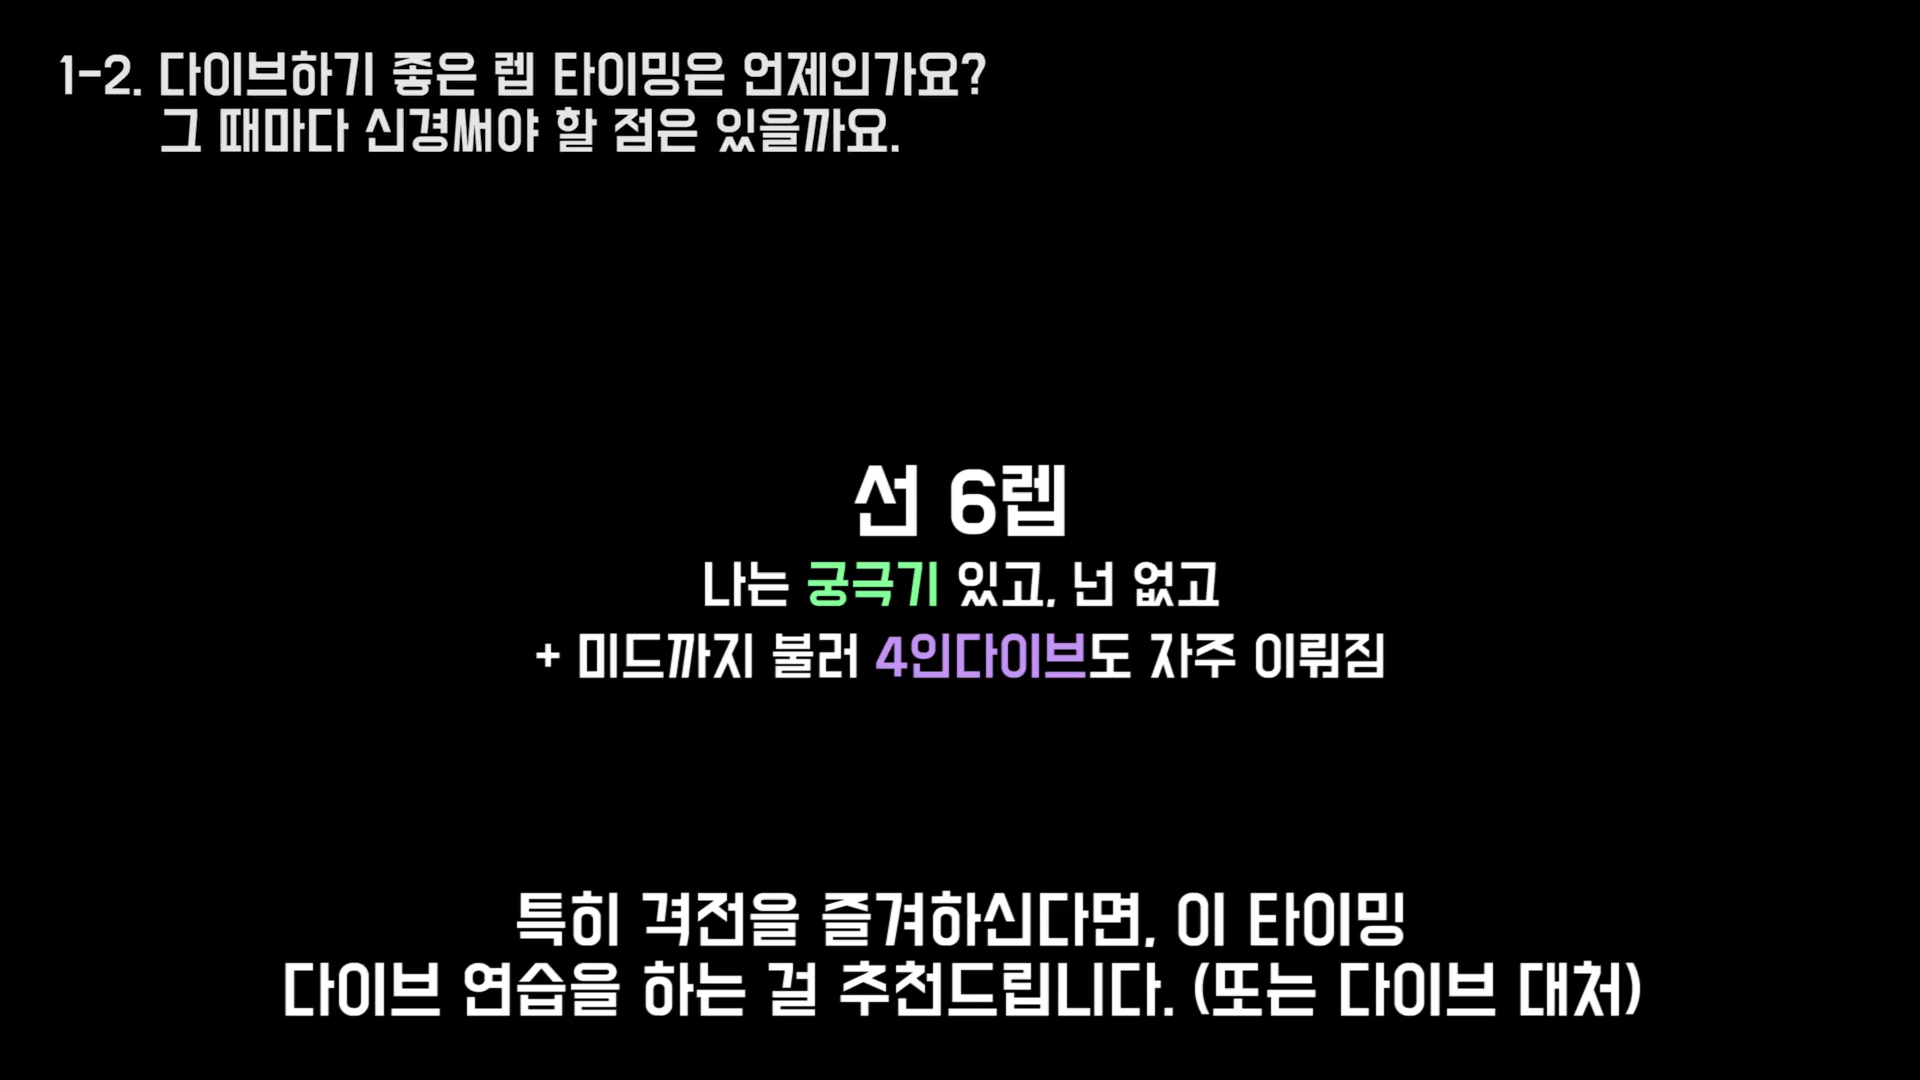 1-2. 다이브하기 좋은 렙 타이밍은 언제인가요?
그 때마다 신경써야 할 점은 있을까요.
선 6렙
나는 궁극기 있고, 넌 없고
+ 미드까지 불러 4인다이브도 자주 이뤄짐
특히 격전을 즐겨하신다면, 이 타이밍
다이브 연습을 하는 걸 추천드립니다. (또는 다이브 대처)